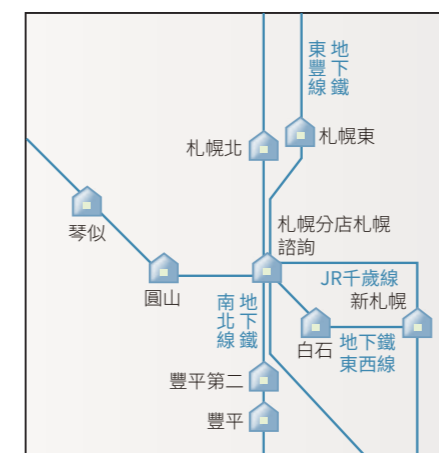 地下鐵
東豐線
札幌北
札幌東
札幌分店札幌
諮詢
琴似
圓山
JR千歲線
新札幌
地下鐵
南北線
白石
地下鐵
東西線
豐平第二
豐平